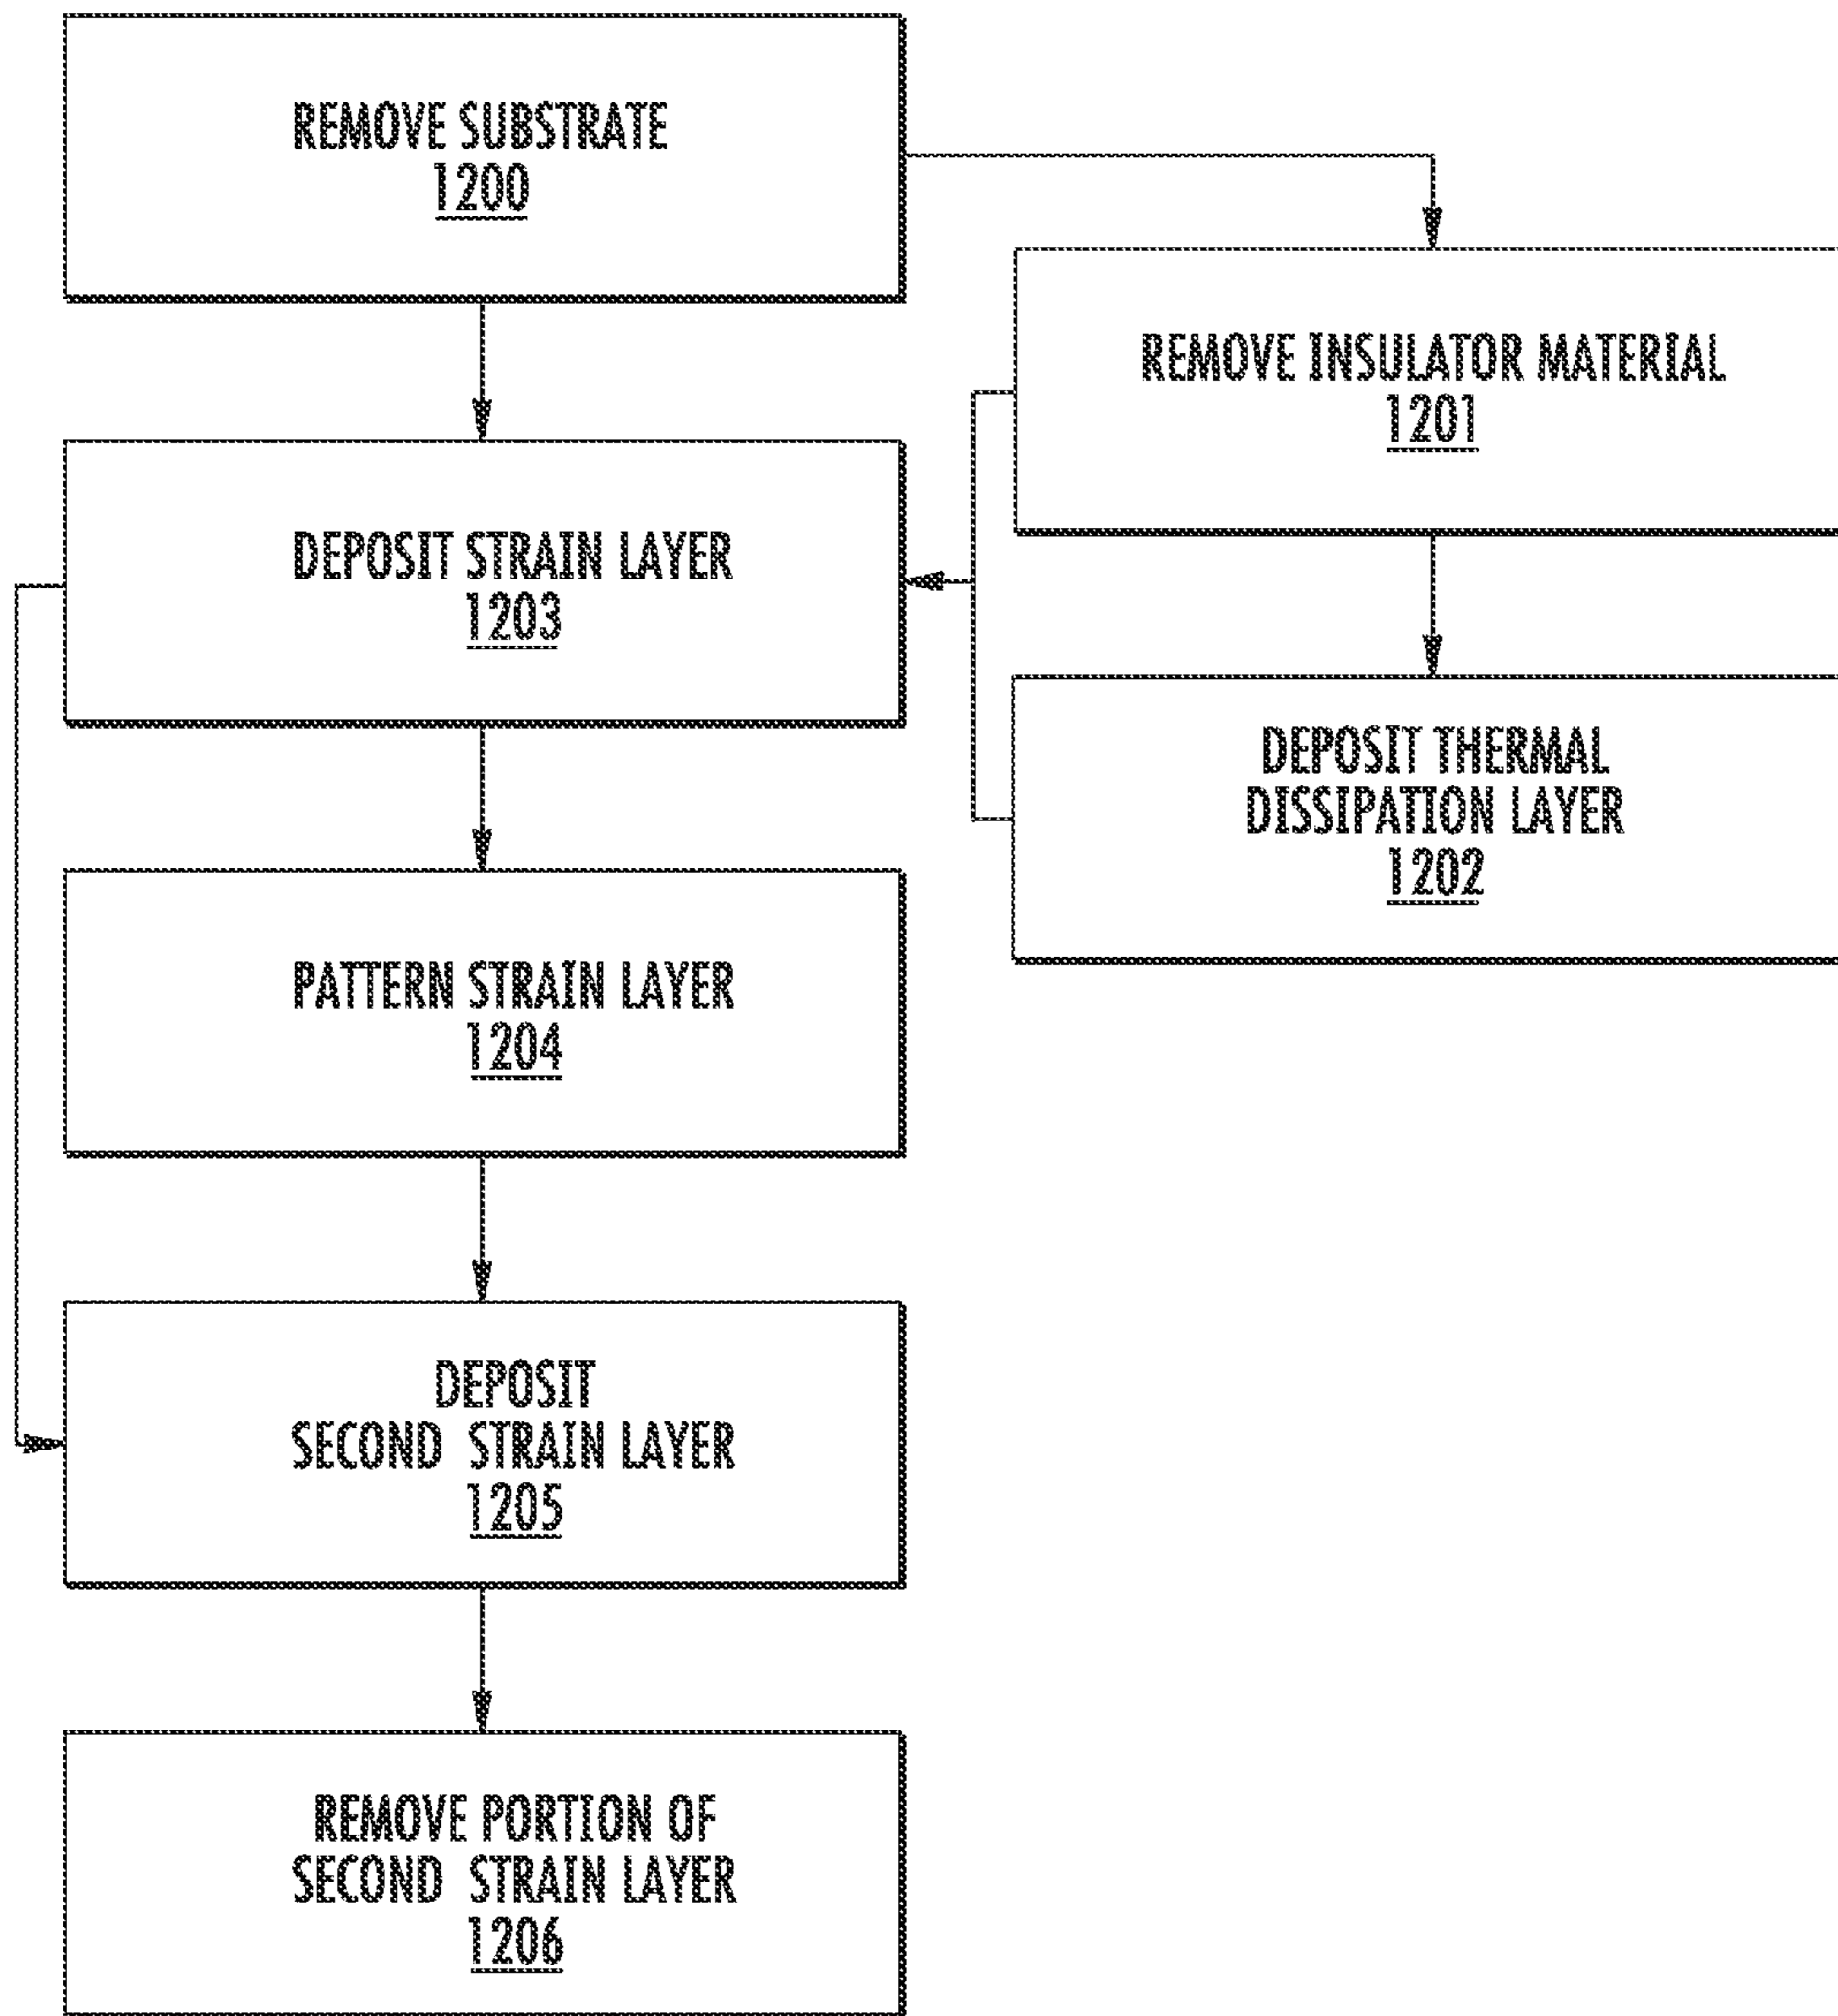 REMOVE SUBSTRATE
1200
REMOVE INSULATOR MATERIAL
1201
DEPOSIT STRAIN LAYER
1203
DEPOSIT THERMAL
DISSIPATION LAYER
1202
PATTERN STRAIN LAYER
1204
DEPOSIT
SECOND STRAIN LAYER
1205
REMOVE PORTION OF
SECOND STRAIN LAYER
1206